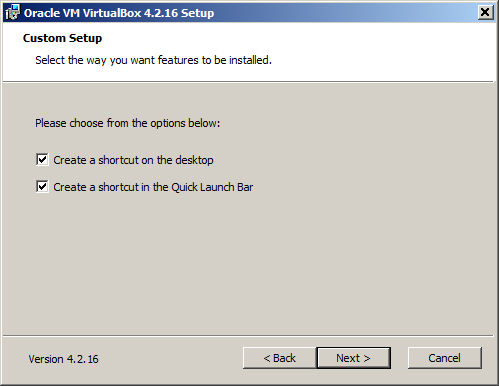 Oracle VM VirtualBox 4.2.16 Setup
Custom Setup
Select the way you want features to be installed.
Please choose from the options below:
Create a shortcut on the desktop
Create a shortcut in the Quick Launch Bar
Version 4.2.16
< Back
Next >
Cancel